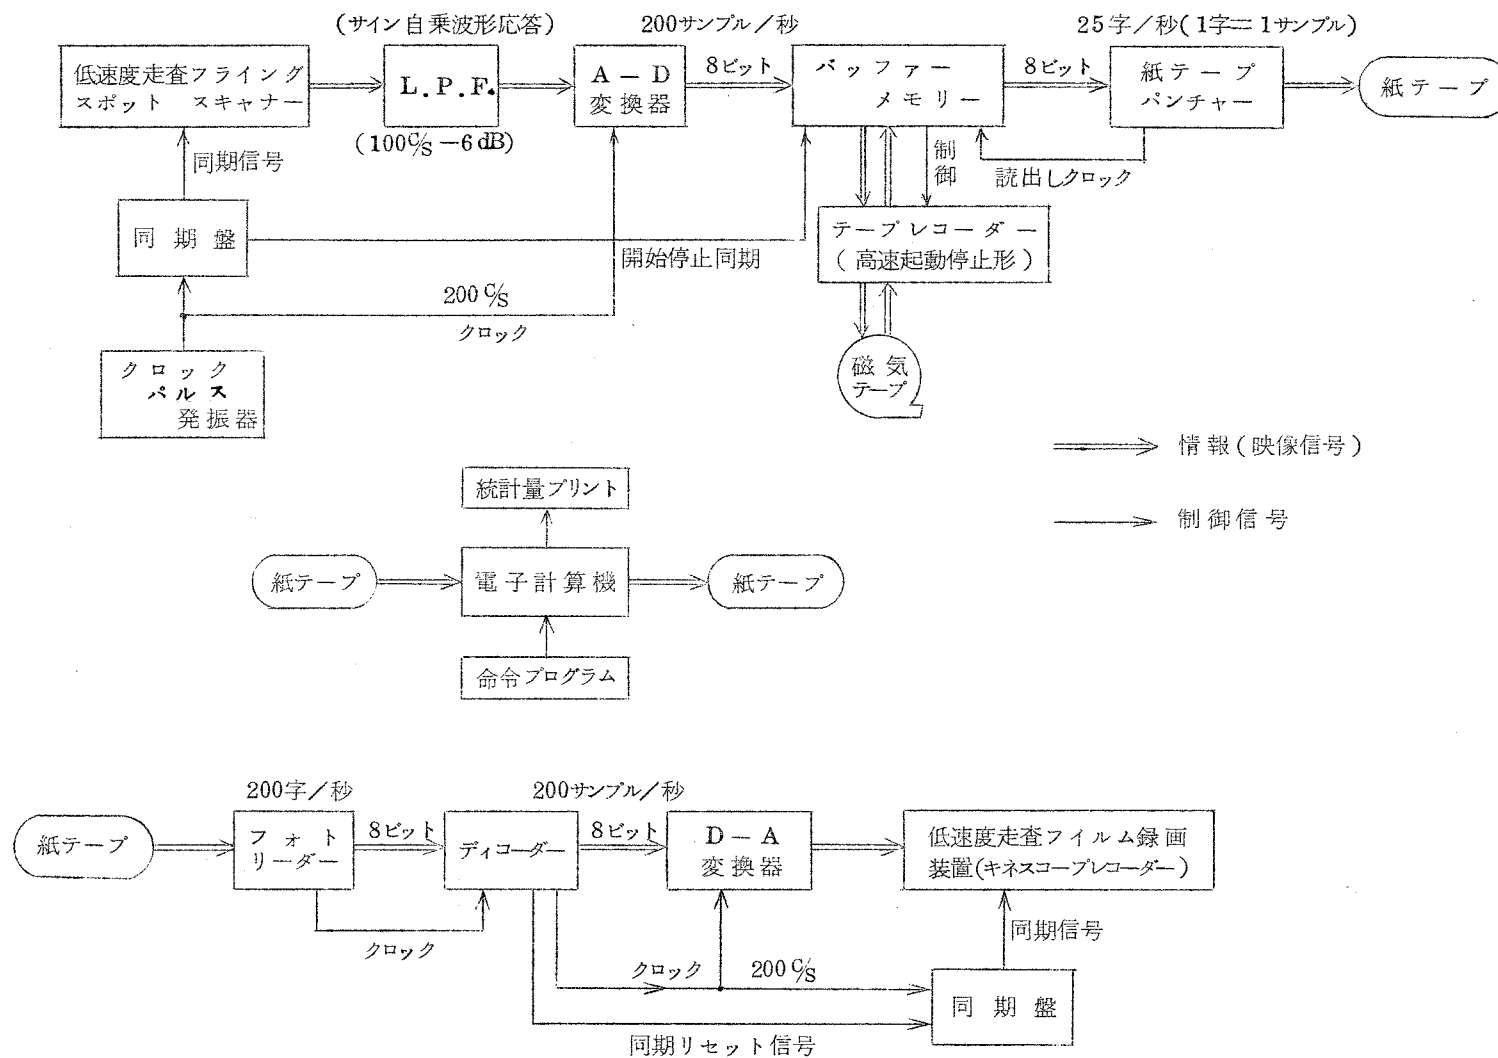 (サイン自乗波形応答)
200サンプル/秒
25字/秒(1字=1サンプル)
低速度走査フライング
スポット スキャナー
L.P.F.
(100C/S-6dB)
A-D
変換器
8ビット
バッファー
メモリー
8ビット
紙テープ
パンチャー
紙テープ
同期信号
制御
読出しクロック
同期盤
開始停止同期
テープレコーダー
(高速起動停止形)
200C/S
クロック
磁気
テープ
クロック
パルス
発振器
情報(映像信号)
制御信号
統計量プリント
紙テープ
電子計算機
紙テープ
命令プログラム
200字/秒
200サンプル/秒
紙テープ
フォト
リーダー
8ビット
ディコーダー
8ビット
D-A
変換器
低速度走査フイルム録画
装置(キネスコープレコーダー)
クロック
同期信号
クロック 200C/S
同期盤
同期リセット信号